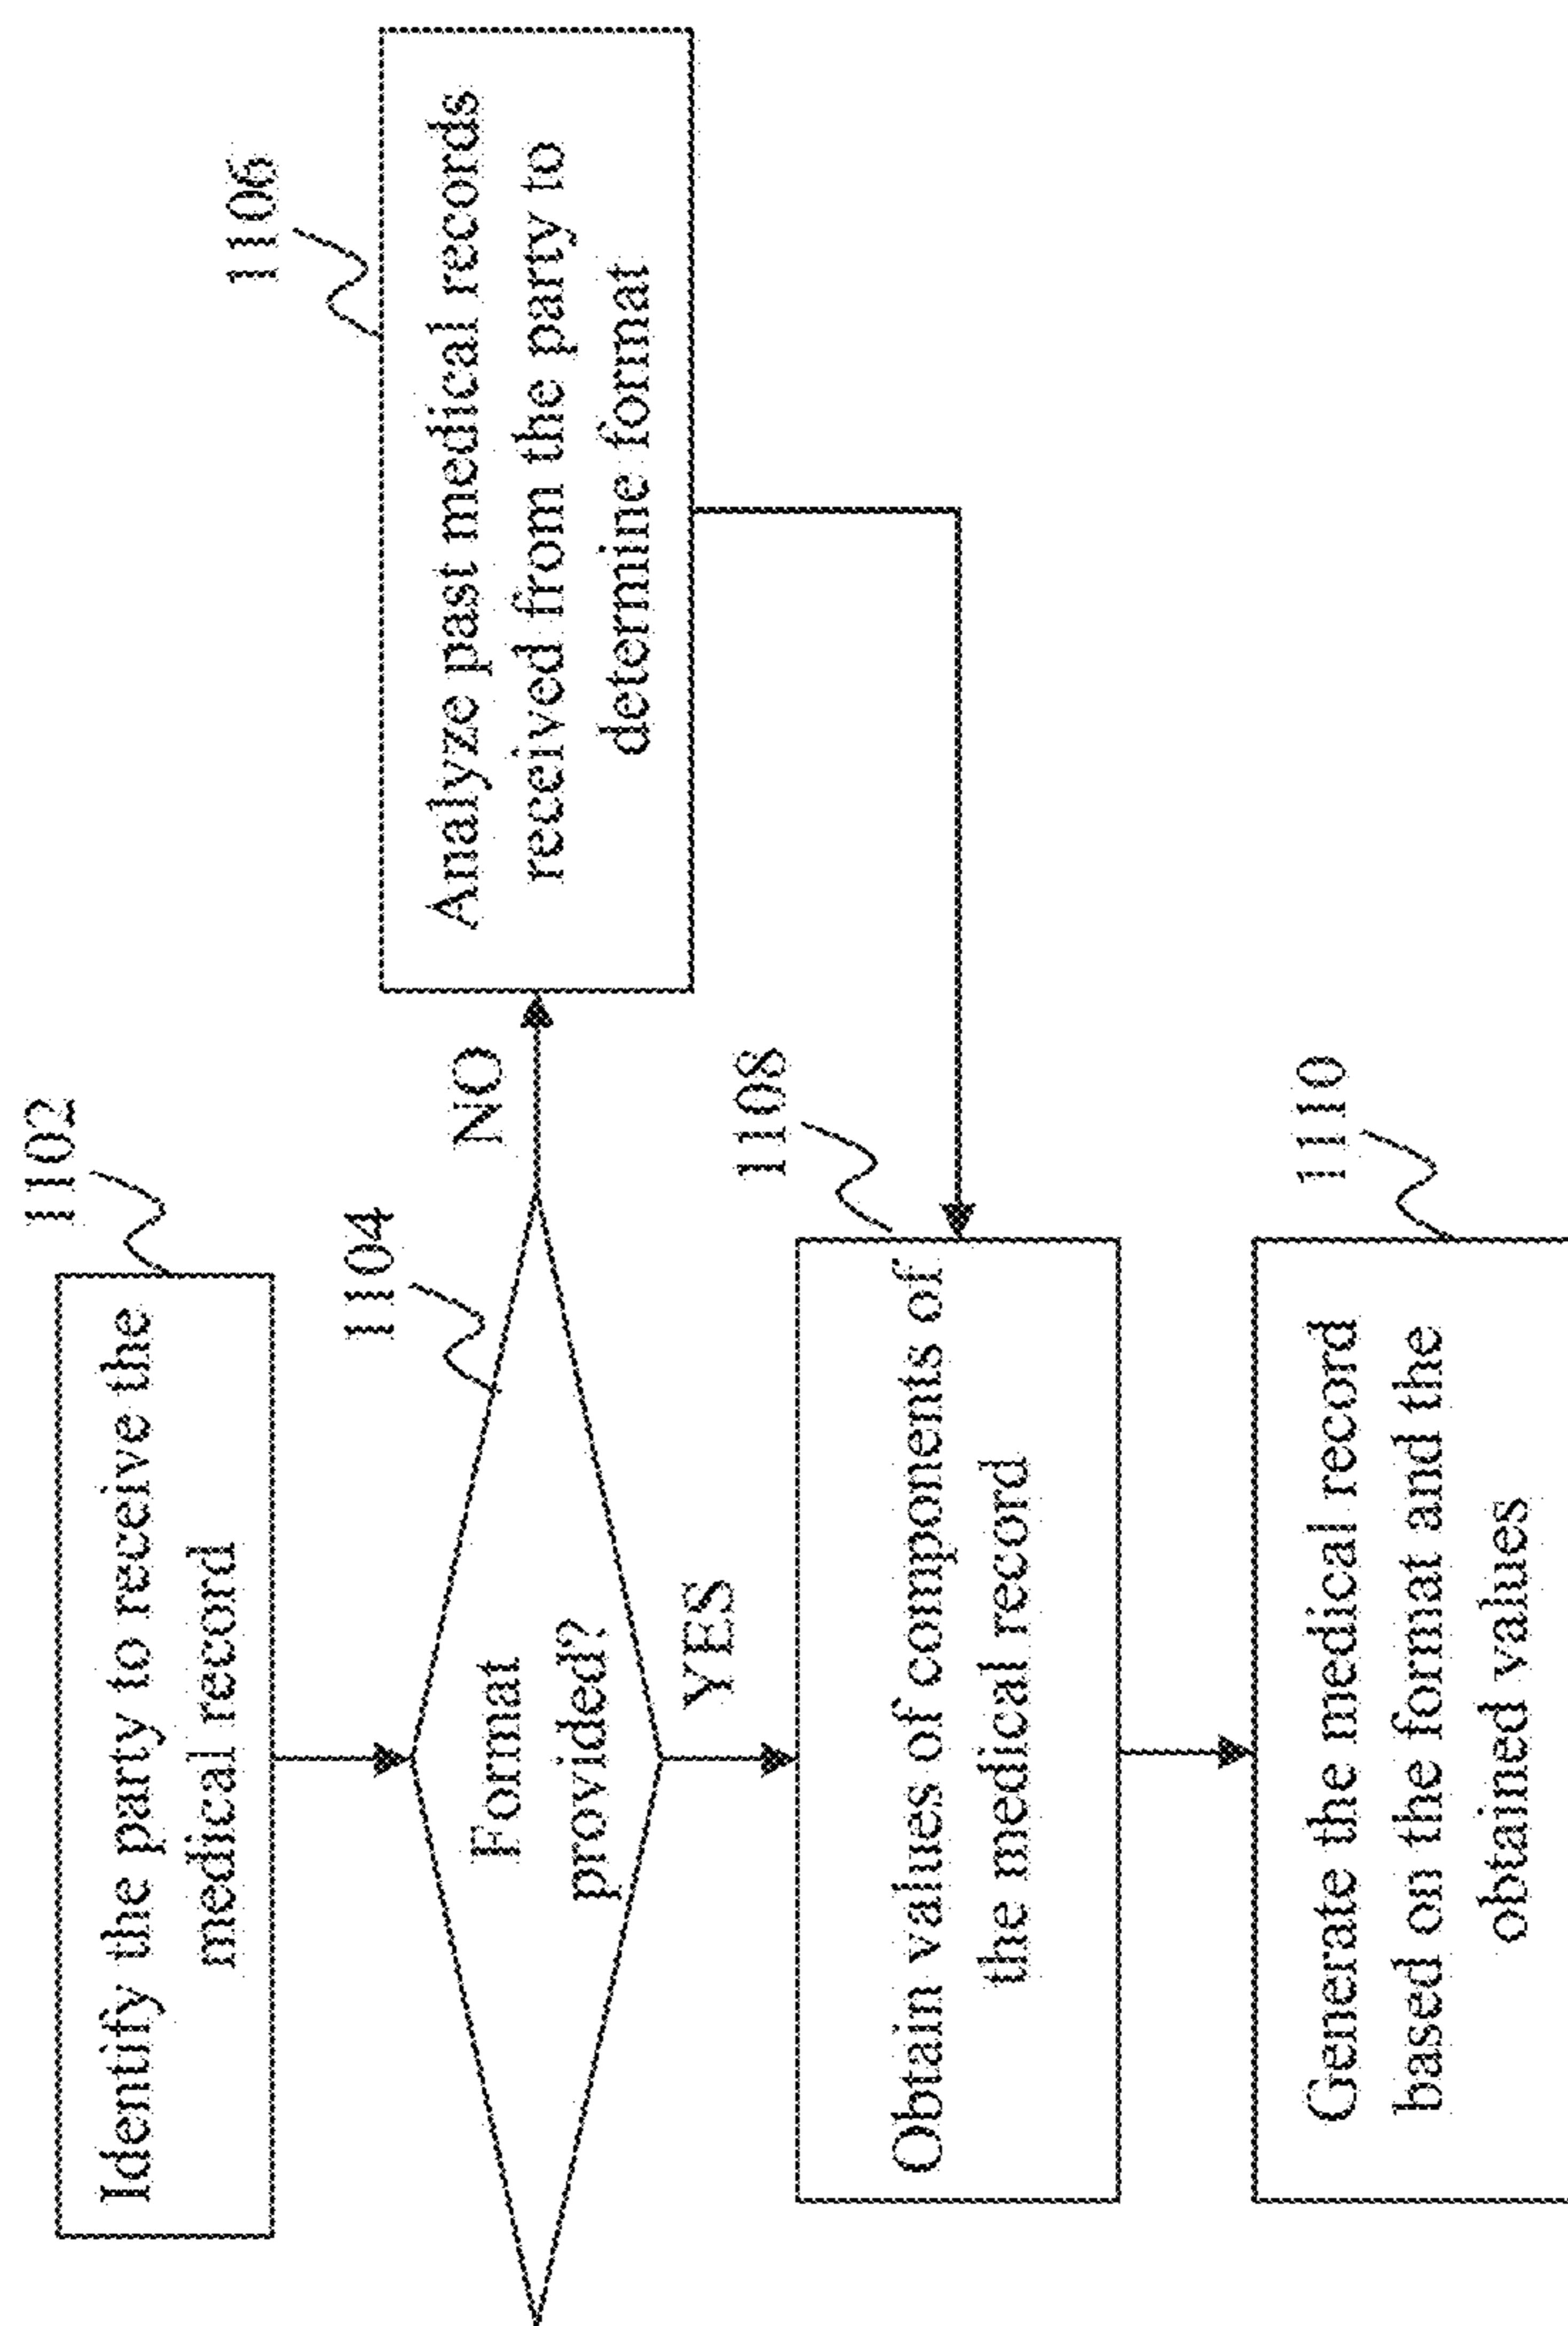 1102
Identify the party to receive the
medical record
1104
Format
provided?
NO
1106
Analyze past medical records
received from the party to
determine format
YES
1108
Obtain values of components of
the medical record
1110
Generate the medical record
based on the format and the
obtained values